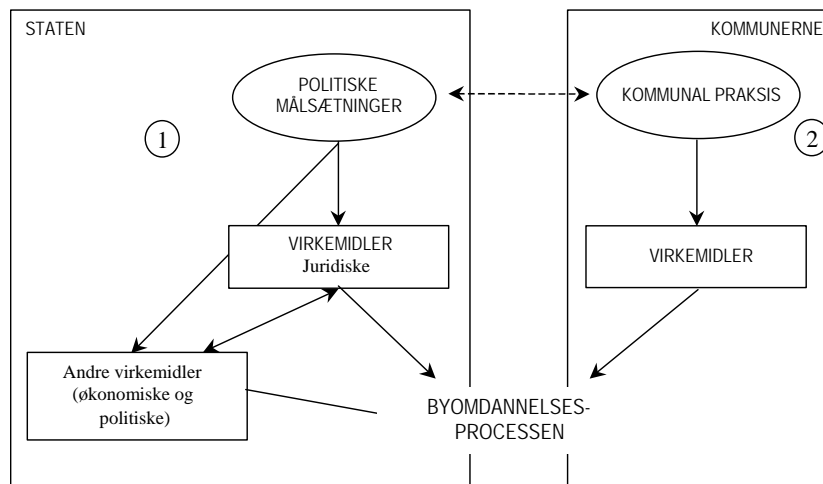 STATEN
KOMMUNERNE
POLITISKE
MÅLSÆTNINGER
KOMMUNAL PRAKSIS
1
2
VIRKEMIDLER
Juridiske
VIRKEMIDLER
Andre virkemidler
(økonomiske og
politiske)
BYOMDANNELSES-
PROCESSEN